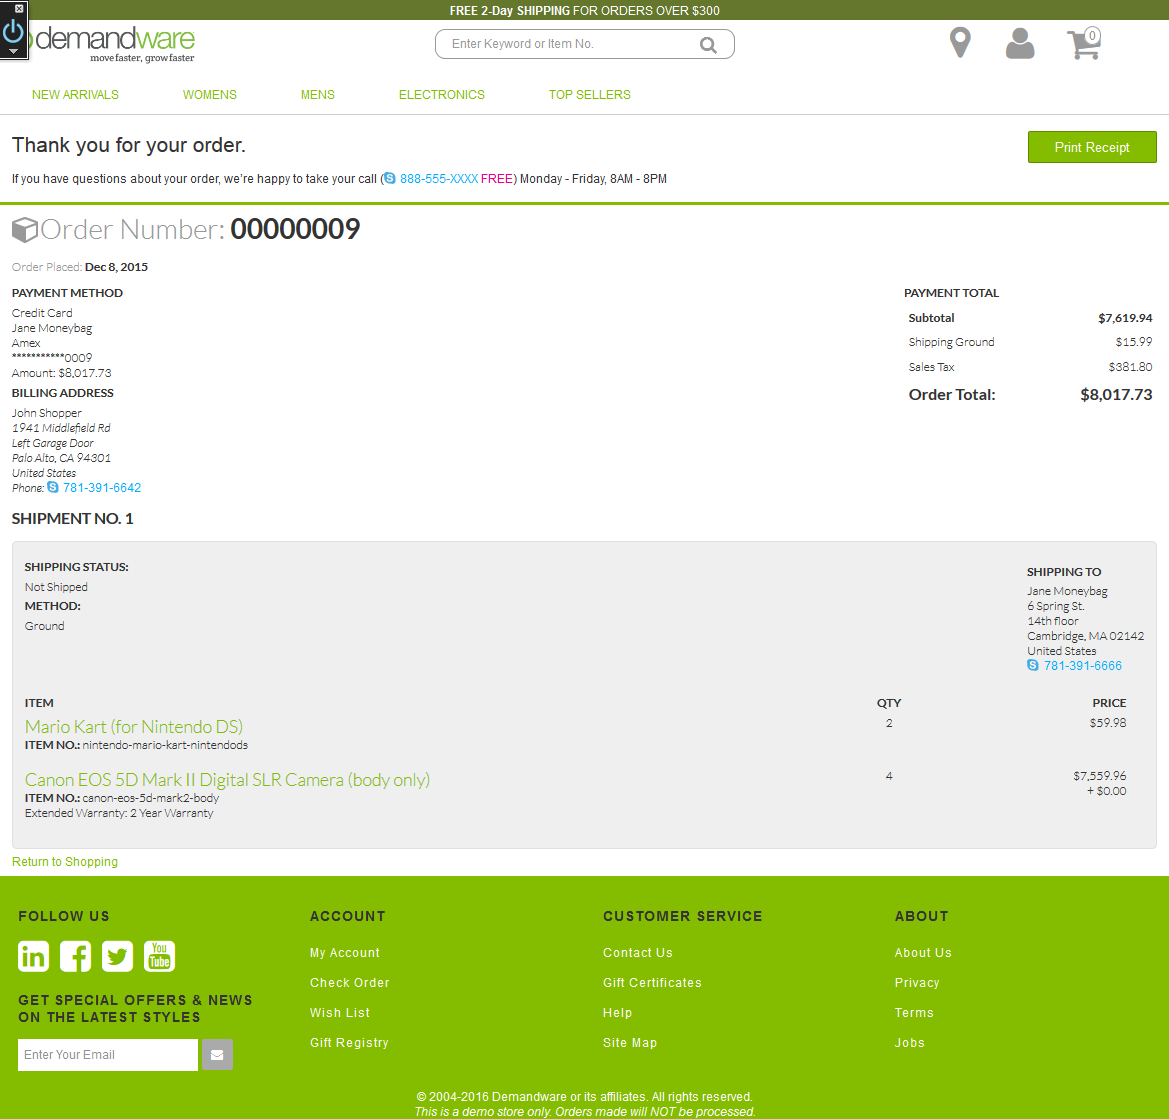 FREE 2-Day SHIPPING FOR ORDERS OVER $300
demandware
move faster, grow faster
Enter Keyword or Item No.
0
NEW ARRIVALS WOMENS MENS ELECTRONICS TOP SELLERS
Thank you for your order.
Print Receipt
If you have questions about your order, we're happy to take your call (888-555-XXXX FREE) Monday - Friday, 8AM - 8PM
Order Number: 00000009
Order Placed: Dec 8, 2015
PAYMENT METHOD
Credit Card
Jane Moneybag
Amex
***********0009
Amount: $8,017.73
BILLING ADDRESS
John Shopper
1941 Middlefield Rd
Left Garage Door
Palo Alto, CA 94301
United States
Phone: 781-391-6642
PAYMENT TOTAL
Subtotal $7,619.94
Shipping Ground $15.99
Sales Tax $381.80
Order Total: $8,017.73
SHIPMENT NO. 1
SHIPPING STATUS:
Not Shipped
METHOD:
Ground
SHIPPING TO
Jane Moneybag
6 Spring St.
14th floor
Cambridge, MA 02142
United States
781-391-6666
ITEM QTY PRICE
Mario Kart (for Nintendo DS) 2 $59.98
ITEM NO.: nintendo-mario-kart-nintendods
Canon EOS 5D Mark II Digital SLR Camera (body only) 4 $7,559.96
+ $0.00
ITEM NO.: canon-eos-5d-mark2-body
Extended Warranty: 2 Year Warranty
Return to Shopping
FOLLOW US
in
You
Tube
GET SPECIAL OFFERS & NEWS
ON THE LATEST STYLES
Enter Your Email
ACCOUNT
My Account
Check Order
Wish List
Gift Registry
CUSTOMER SERVICE
Contact Us
Gift Certificates
Help
Site Map
ABOUT
About Us
Privacy
Terms
Jobs
© 2004-2016 Demandware or its affiliates. All rights reserved.
This is a demo store only. Orders made will NOT be processed.